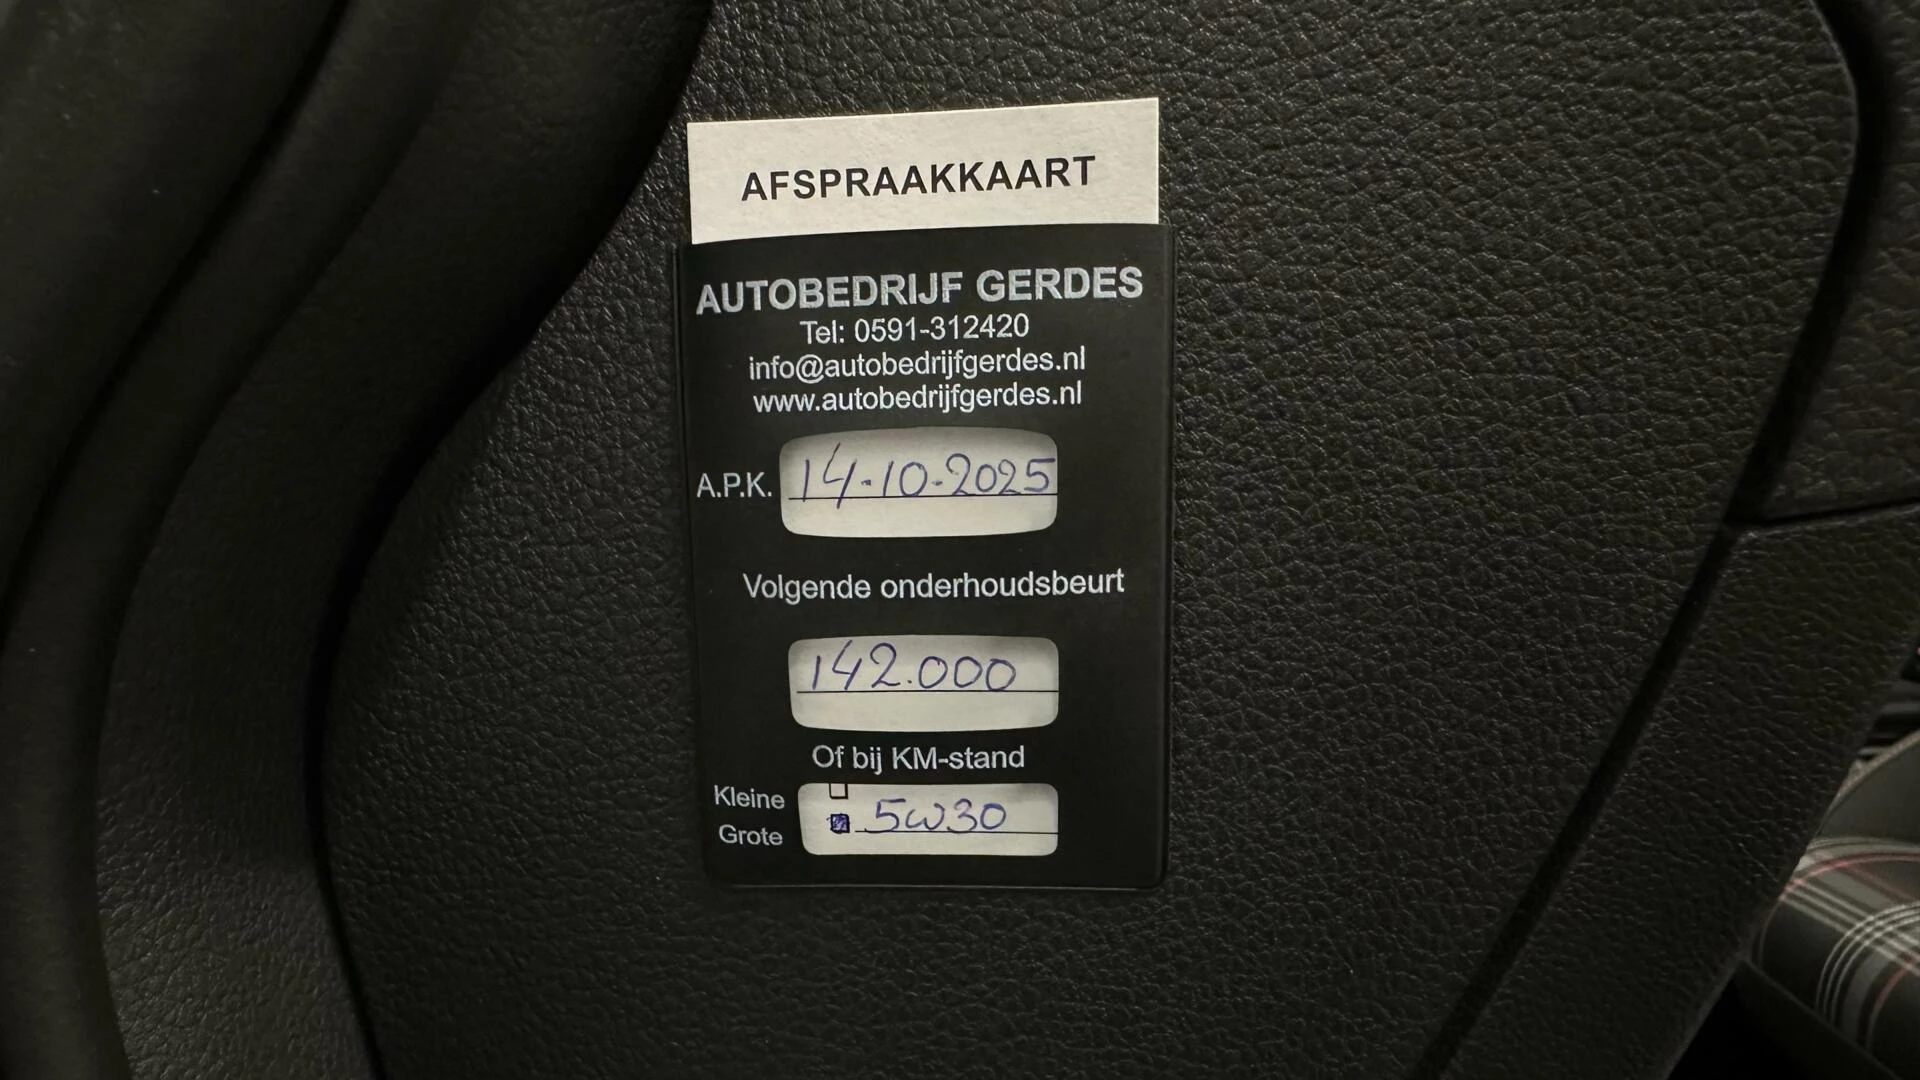 AFSPRAAKKAART
AUTOBEDRIJF GERDES
Tel: 0591-312420
info@autobedrijfgerdes.nl
www.autobedrijfgerdes.nl
A.P.K. 14-10-2025
Volgende onderhoudsbeurt
142.000
Of bij KM-stand
Kleine
Grote 5W30